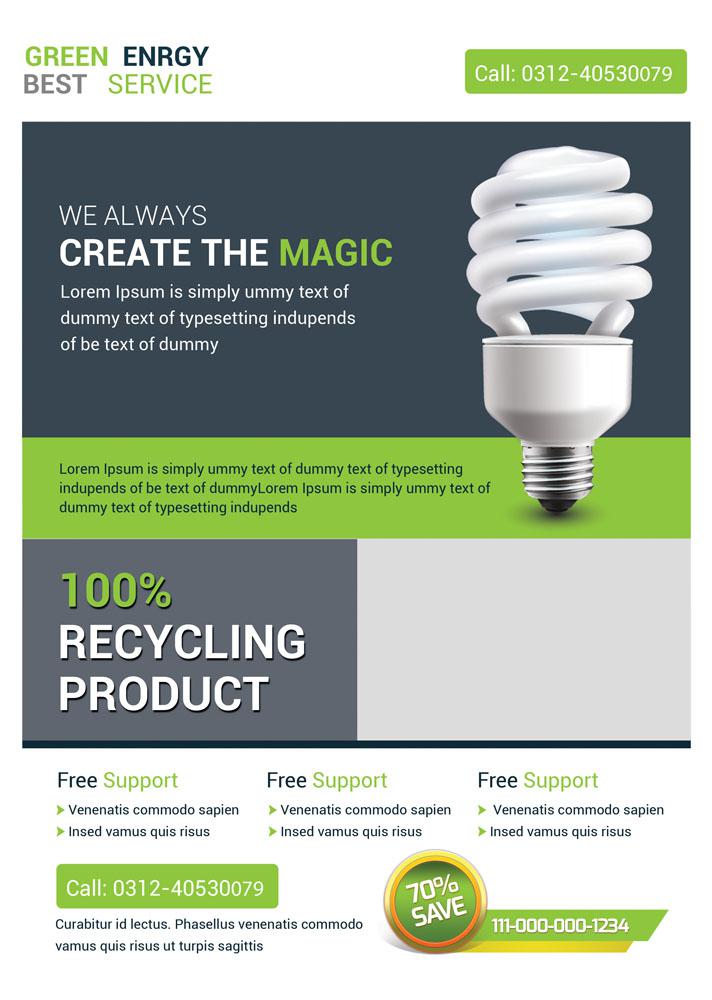 GREEN ENRGY
BEST SERVICE
Call: 0312-40530079
WE ALWAYS
CREATE THE MAGIC
Lorem Ipsum is simply ummy text of
dummy text of typesetting indupends
of be text of dummy
Lorem Ipsum is simply ummy text of dummy text of typesetting
indupends of be text of dummyLorem Ipsum is simply ummy text of
dummy text of typesetting indupends
100%
RECYCLING
PRODUCT
Free Support
Venenatis commodo sapien
Insed vamus quis risus
Free Support
Venenatis commodo sapien
Insed vamus quis risus
Free Support
Venenatis commodo sapien
Insed vamus quis risus
Call: 0312-40530079
Curabitur id lectus. Phasellus venenatis commodo
vamus quis risus ut turpis sagittis
70%
SAVE
111-000-000-1234